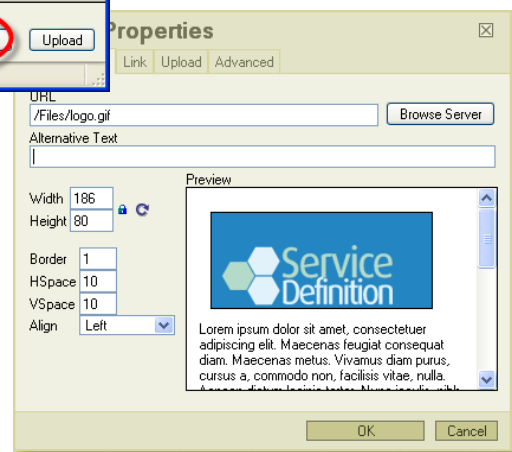 Upload
Properties
Link Upload Advanced
URL
/Files/logo.gif
Browse Server
Alternative Text
Preview
Width 186
Height 80
Border 1
HSpace 10
VSpace 10
Align Left
Service
Definition
Lorem ipsum dolor sit amet, consectetuer
adipiscing elit. Maecenas feugiat consequat
diam. Maecenas metus. Vivamus diam purus,
cursus a, commodo non, facilisis vitae, nulla.
OK Cancel